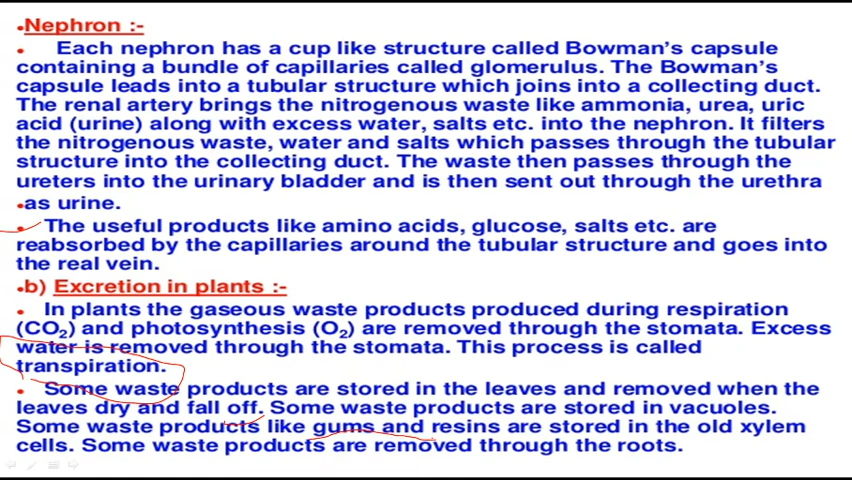 •Nephron :-
• Each nephron has a cup like structure called Bowman's capsule
containing a bundle of capillaries called glomerulus. The Bowman's
capsule leads into a tubular structure which joins into a collecting duct.
The renal artery brings the nitrogenous waste like ammonia, urea, uric
acid (urine) along with excess water, salts etc. into the nephron. It filters
the nitrogenous waste, water and salts which passes through the tubular
structure into the collecting duct. The waste then passes through the
ureters into the urinary bladder and is then sent out through the urethra
•as urine.
• The useful products like amino acids, glucose, salts etc. are
reabsorbed by the capillaries around the tubular structure and goes into
the real vein.
•b) Excretion in plants :-
• In plants the gaseous waste products produced during respiration
(CO₂) and photosynthesis (O₂) are removed through the stomata. Excess
water is removed through the stomata. This process is called
transpiration.
• Some waste products are stored in the leaves and removed when the
leaves dry and fall off. Some waste products are stored in vacuoles.
Some waste products like gums and resins are stored in the old xylem
cells. Some waste products are removed through the roots.